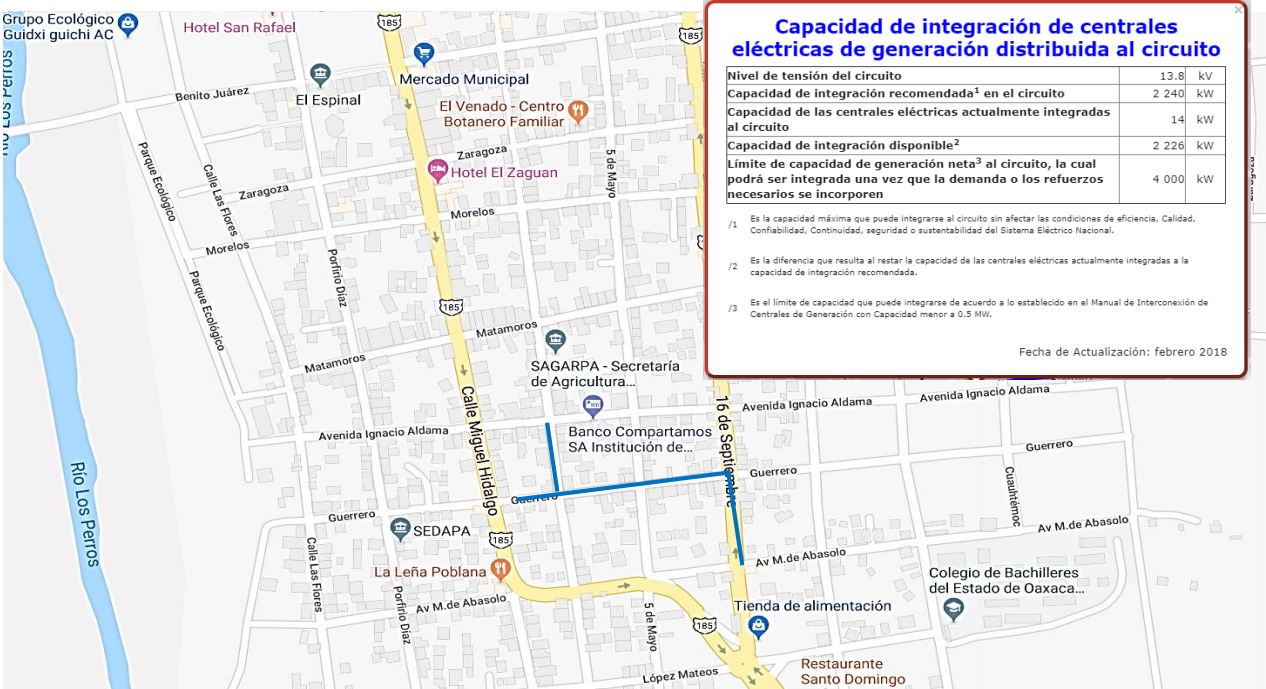 Grupo Ecológico
Guidxi guichi AC
Hotel San Rafael
185
185
Mercado Municipal
Benito Juárez
El Espinal
El Venado - Centro
Botanero Familiar
Río Los Perros
Parque Ecológico
Calle Las Flores
Zaragoza
Hotel El Zaguan
5 de Mayo
Zaragoza
Morelos
Morelos
Porfirio Díaz
Parque Ecológico
185
Matamoros
Matamoros
SAGARPA - Secretaría
de Agricultura...
Calle Miguel Hidalgo
16 de Septiembre
Avenida Ignacio Aldama
Avenida Ignacio Aldama
Avenida Ignacio Aldama
Banco Compartamos
SA Institución de...
Guerrero
Guerrero
Guerrero
Guerrero
Cuauhtémoc
Río Los Perros
SEDAPA
185
Calle Las Flores
Av M.de Abasolo
Av M.de Abasolo
La Leña Poblana
Colegio de Bachilleres
del Estado de Oaxaca...
Porfirio Díaz
Av M.de Abasolo
5 de Mayo
Tienda de alimentación
185
López Mateos
Restaurante
Santo Domingo
Zaragoza
×
Capacidad de integración de centrales
eléctricas de generación distribuida al circuito
Nivel de tensión del circuito 13.8 kV
Capacidad de integración recomendada1 en el circuito 2 240 kW
Capacidad de las centrales eléctricas actualmente integradas
al circuito 14 kW
Capacidad de integración disponible2 2 226 kW
Límite de capacidad de generación neta3 al circuito, la cual
podrá ser integrada una vez que la demanda o los refuerzos
necesarios se incorporen 4 000 kW
/1 Es la capacidad máxima que puede integrarse al circuito sin afectar las condiciones de eficiencia, Calidad,
Confiabilidad, Continuidad, seguridad o sustentabilidad del Sistema Eléctrico Nacional.
/2 Es la diferencia que resulta al restar la capacidad de las centrales eléctricas actualmente integradas a la
capacidad de integración recomendada.
/3 Es el límite de capacidad que puede integrarse de acuerdo a lo establecido en el Manual de Interconexión de
Centrales de Generación con Capacidad menor a 0.5 MW.
Fecha de Actualización: febrero 2018